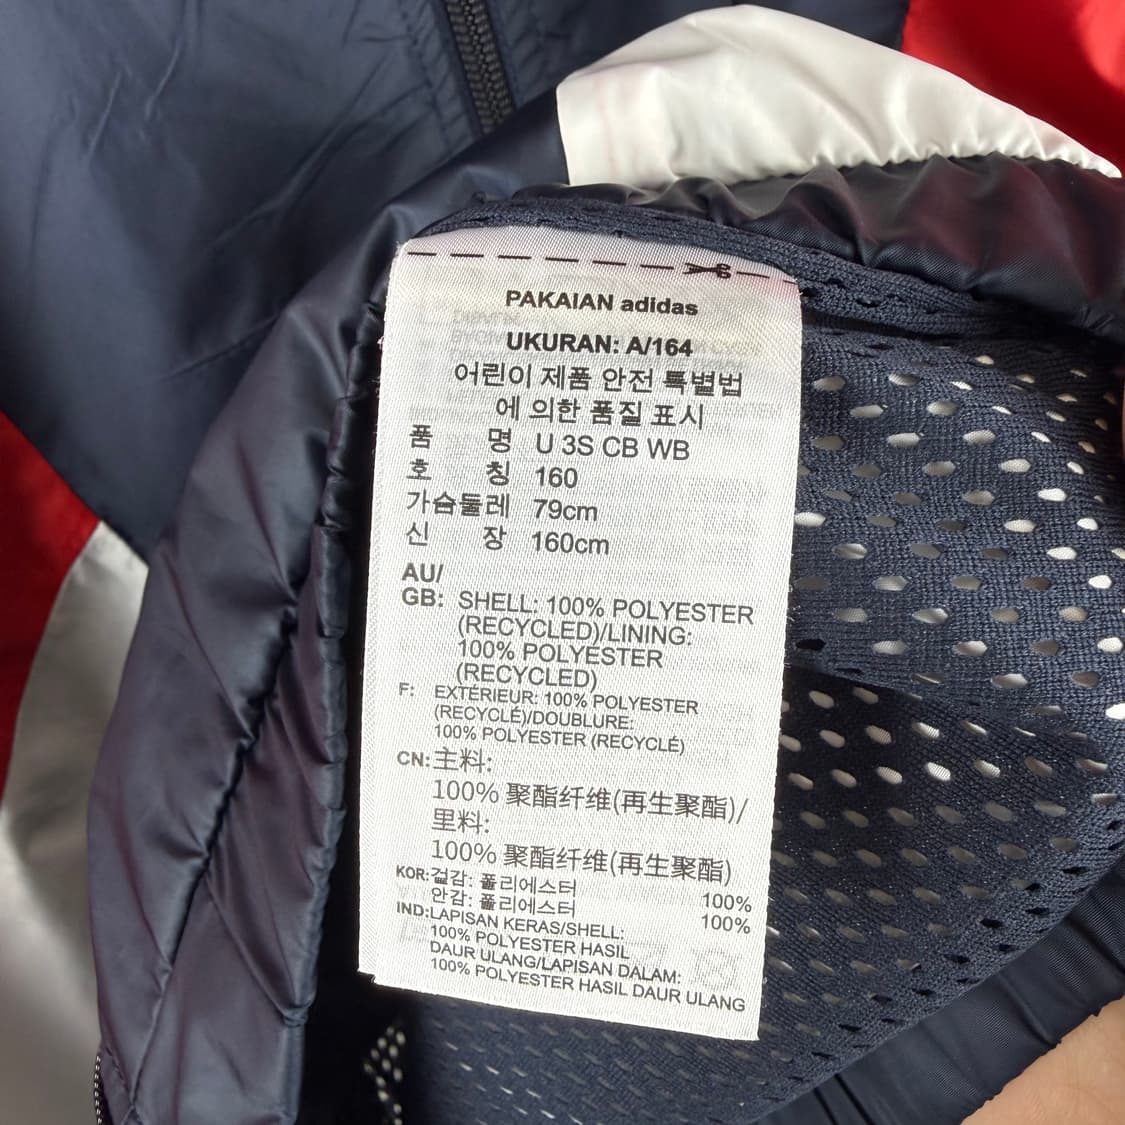 PAKAIAN adidas
UKURAN: A/164
어린이 제품 안전 특별법
에 의한 품질 표시
품 명 U 3S CB WB
호 칭 160
가슴둘레 79cm
신 장 160cm
AU/
GB: SHELL: 100% POLYESTER
(RECYCLED)/LINING:
100% POLYESTER
(RECYCLED)
F: EXTÉRIEUR: 100% POLYESTER
(RECYCLÉ)/DOUBLURE:
100% POLYESTER (RECYCLÉ)
CN: 主料:
100% 聚酯纤维(再生聚酯)/
里料:
100% 聚酯纤维(再生聚酯)
KOR: 겉감: 폴리에스터 100%
안감: 폴리에스터 100%
IND: LAPISAN KERAS/SHELL:
100% POLYESTER HASIL
DAUR ULANG/LAPISAN DALAM:
100% POLYESTER HASIL DAUR ULANG